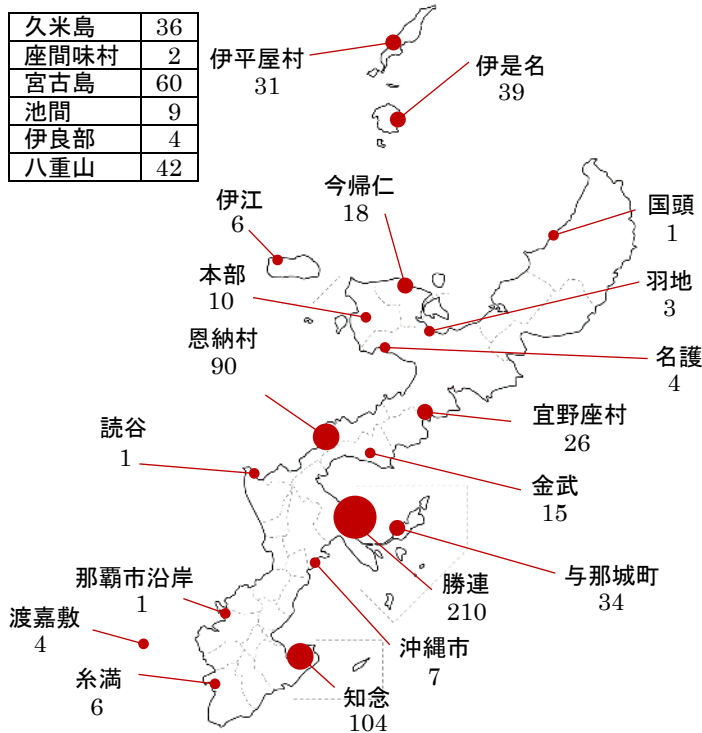 久米島 36
座間味村 2
宮古島 60
池間 9
伊良部 4
八重山 42
伊平屋村
31
伊是名
39
今帰仁
18
伊江
6
国頭
1
本部
10
羽地
3
恩納村
90
名護
4
宜野座村
26
読谷
1
金武
15
与那城町
34
勝連
210
那覇市沿岸
1
渡嘉敷
4
沖縄市
7
糸満
6
知念
104